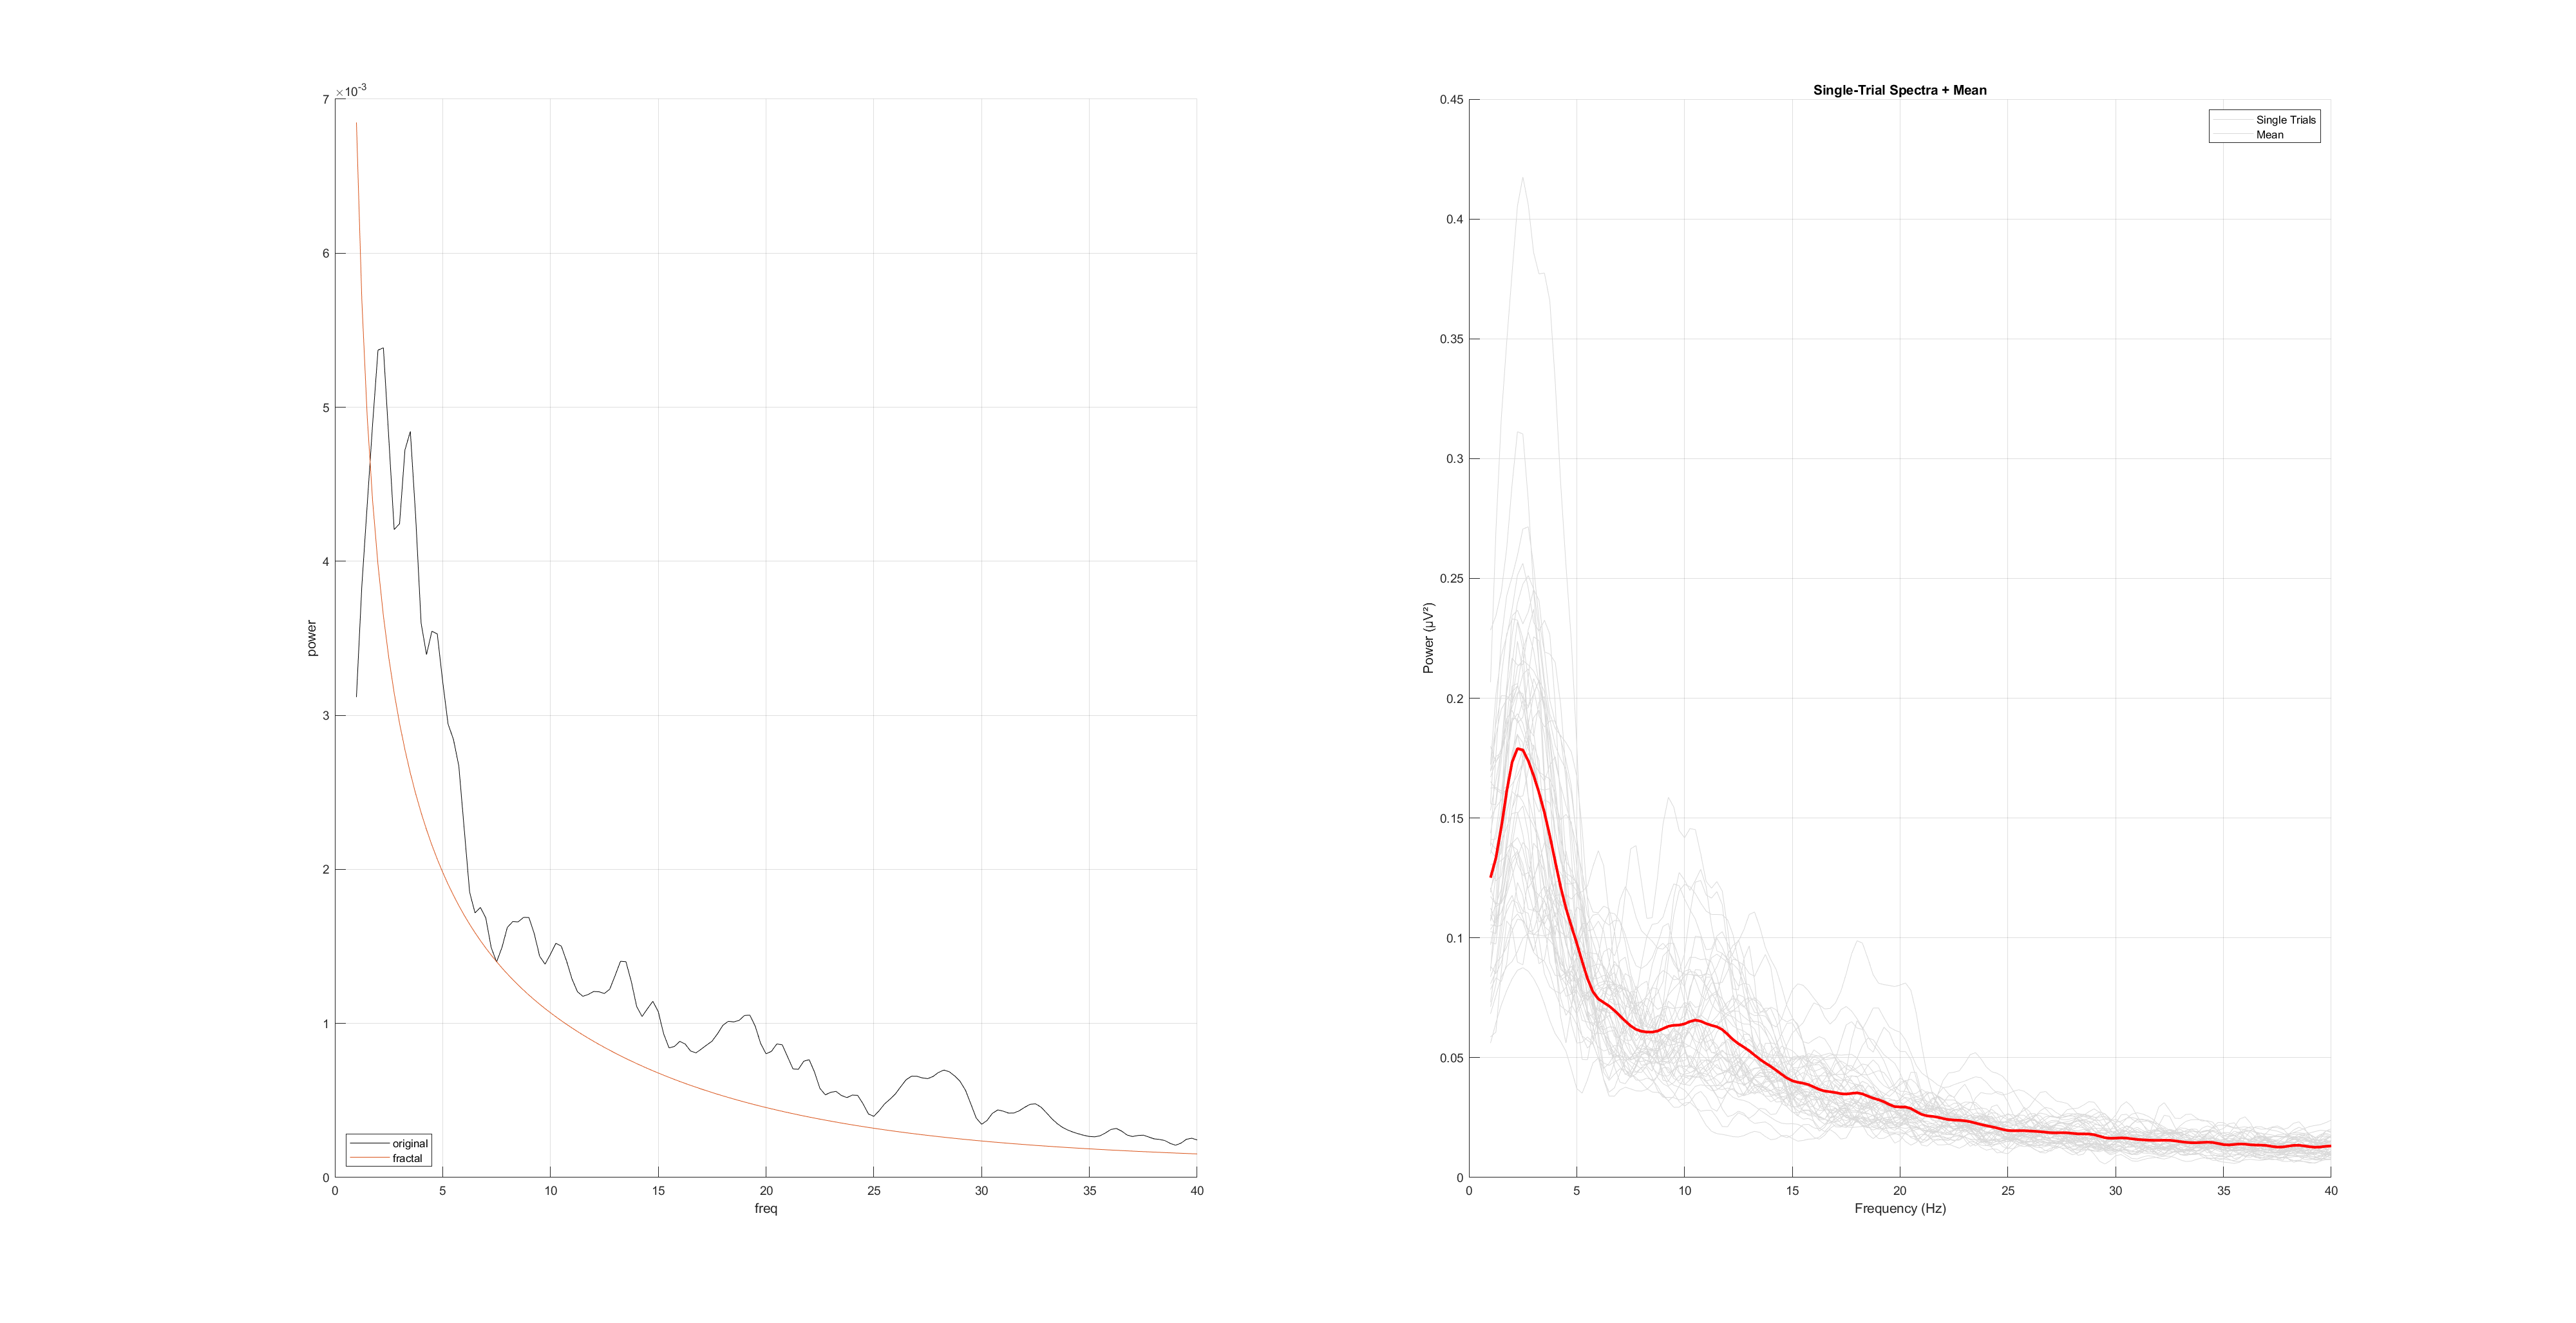 ×10-3
7
6
5
4
3
2
1
0
power
original
fractal
0 5 10 15 20 25 30 35 40
freq
Single-Trial Spectra + Mean
0.45
0.4
0.35
0.3
0.25
0.2
0.15
0.1
0.05
0
Power (µV²)
Single Trials
Mean
0 5 10 15 20 25 30 35 40
Frequency (Hz)